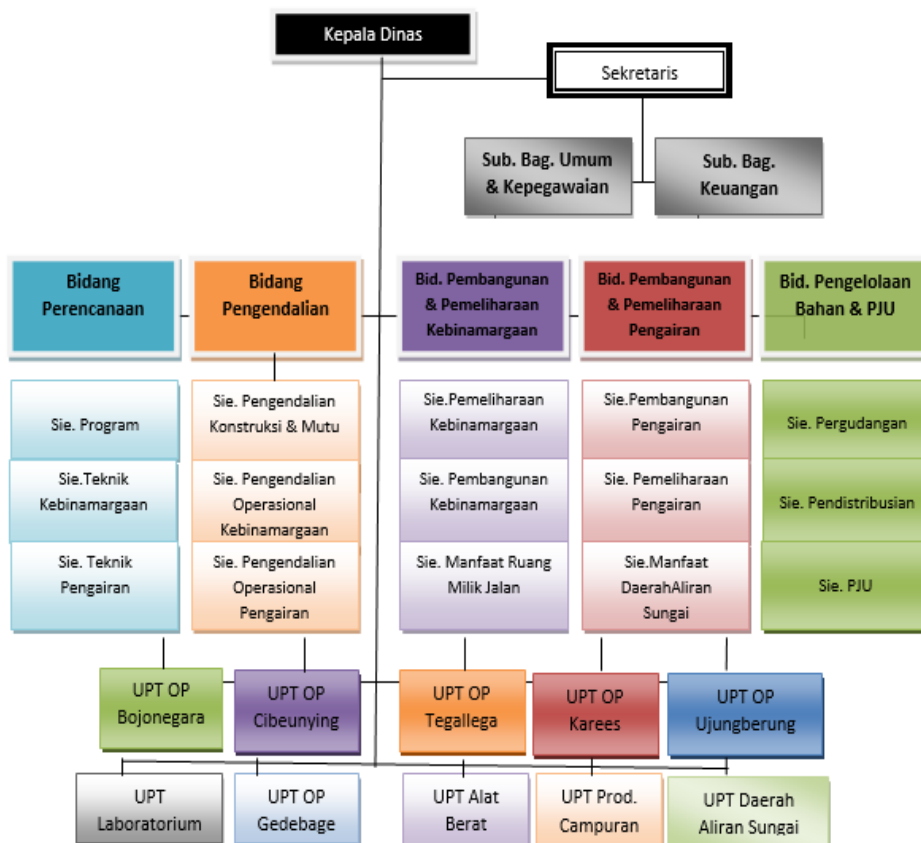 Kepala Dinas
Sekretaris
Sub. Bag. Umum
& Kepegawaian
Sub. Bag.
Keuangan
Bidang
Perencanaan
Bidang
Pengendalian
Bid. Pembangunan
& Pemeliharaan
Kebinamargaan
Bid. Pembangunan
& Pemeliharaan
Pengairan
Bid. Pengelolaan
Bahan & PJU
Sie. Program
Sie.Teknik
Kebinamargaan
Sie. Teknik
Pengairan
Sie. Pengendalian
Konstruksi & Mutu
Sie. Pengendalian
Operasional
Kebinamargaan
Sie. Pengendalian
Operasional
Pengairan
Sie.Pemeliharaan
Kebinamargaan
Sie. Pembangunan
Kebinamargaan
Sie. Manfaat Ruang
Milik Jalan
Sie.Pembangunan
Pengairan
Sie. Pemeliharaan
Pengairan
Sie.Manfaat
DaerahAliran
Sungai
Sie. Pergudangan
Sie. Pendistribusian
Sie. PJU
UPT OP
Bojonegara
UPT OP
Cibeunying
UPT OP
Tegallega
UPT OP
Karees
UPT OP
Ujungberung
UPT
Laboratorium
UPT OP
Gedebage
UPT Alat
Berat
UPT Prod.
Campuran
UPT Daerah
Aliran Sungai